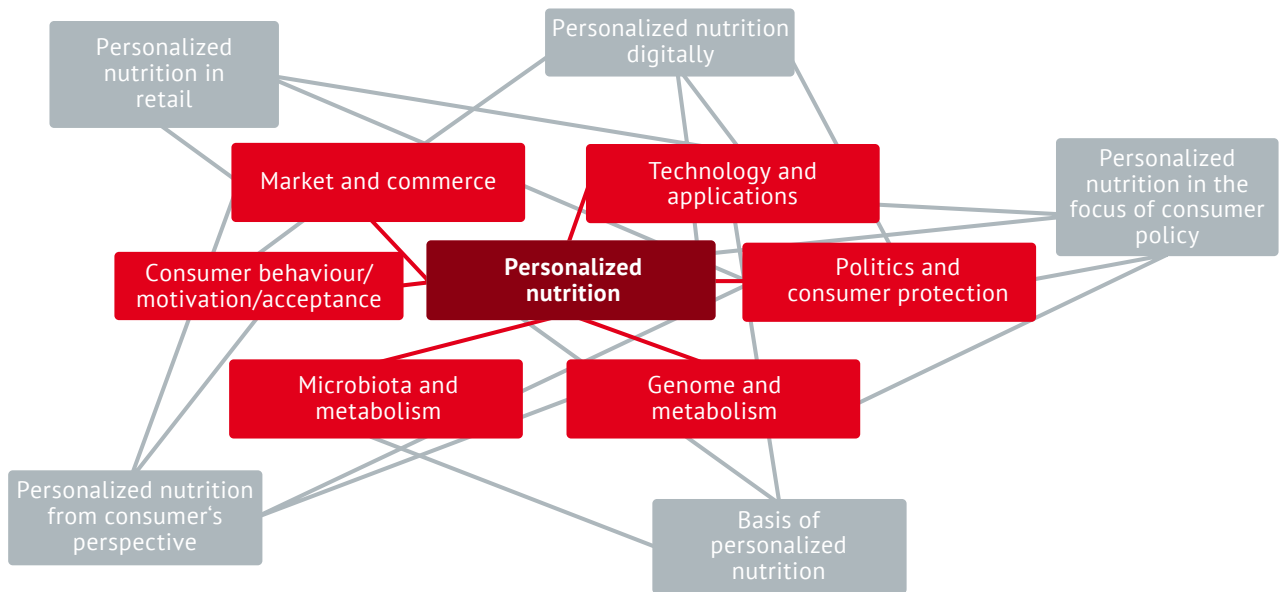 Personalized
nutrition in
retail
Personalized nutrition
digitally
Personalized
nutrition in the
focus of consumer
policy
Market and commerce
Technology and
applications
Consumer behaviour/
motivation/acceptance
Personalized
nutrition
Politics and
consumer protection
Microbiota and
metabolism
Genome and
metabolism
Personalized nutrition
from consumer‘s
perspective
Basis of
personalized
nutrition